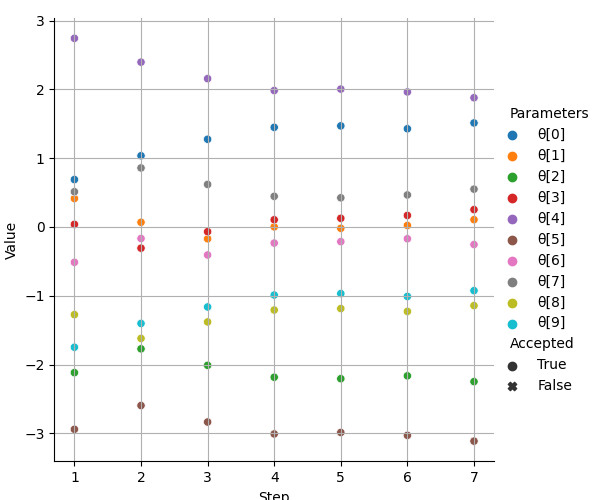 3
2
1
0
−1
−2
−3
Value
1 2 3 4 5 6 7
Step
Parameters
θ[0]
θ[1]
θ[2]
θ[3]
θ[4]
θ[5]
θ[6]
θ[7]
θ[8]
θ[9]
Accepted
True
False